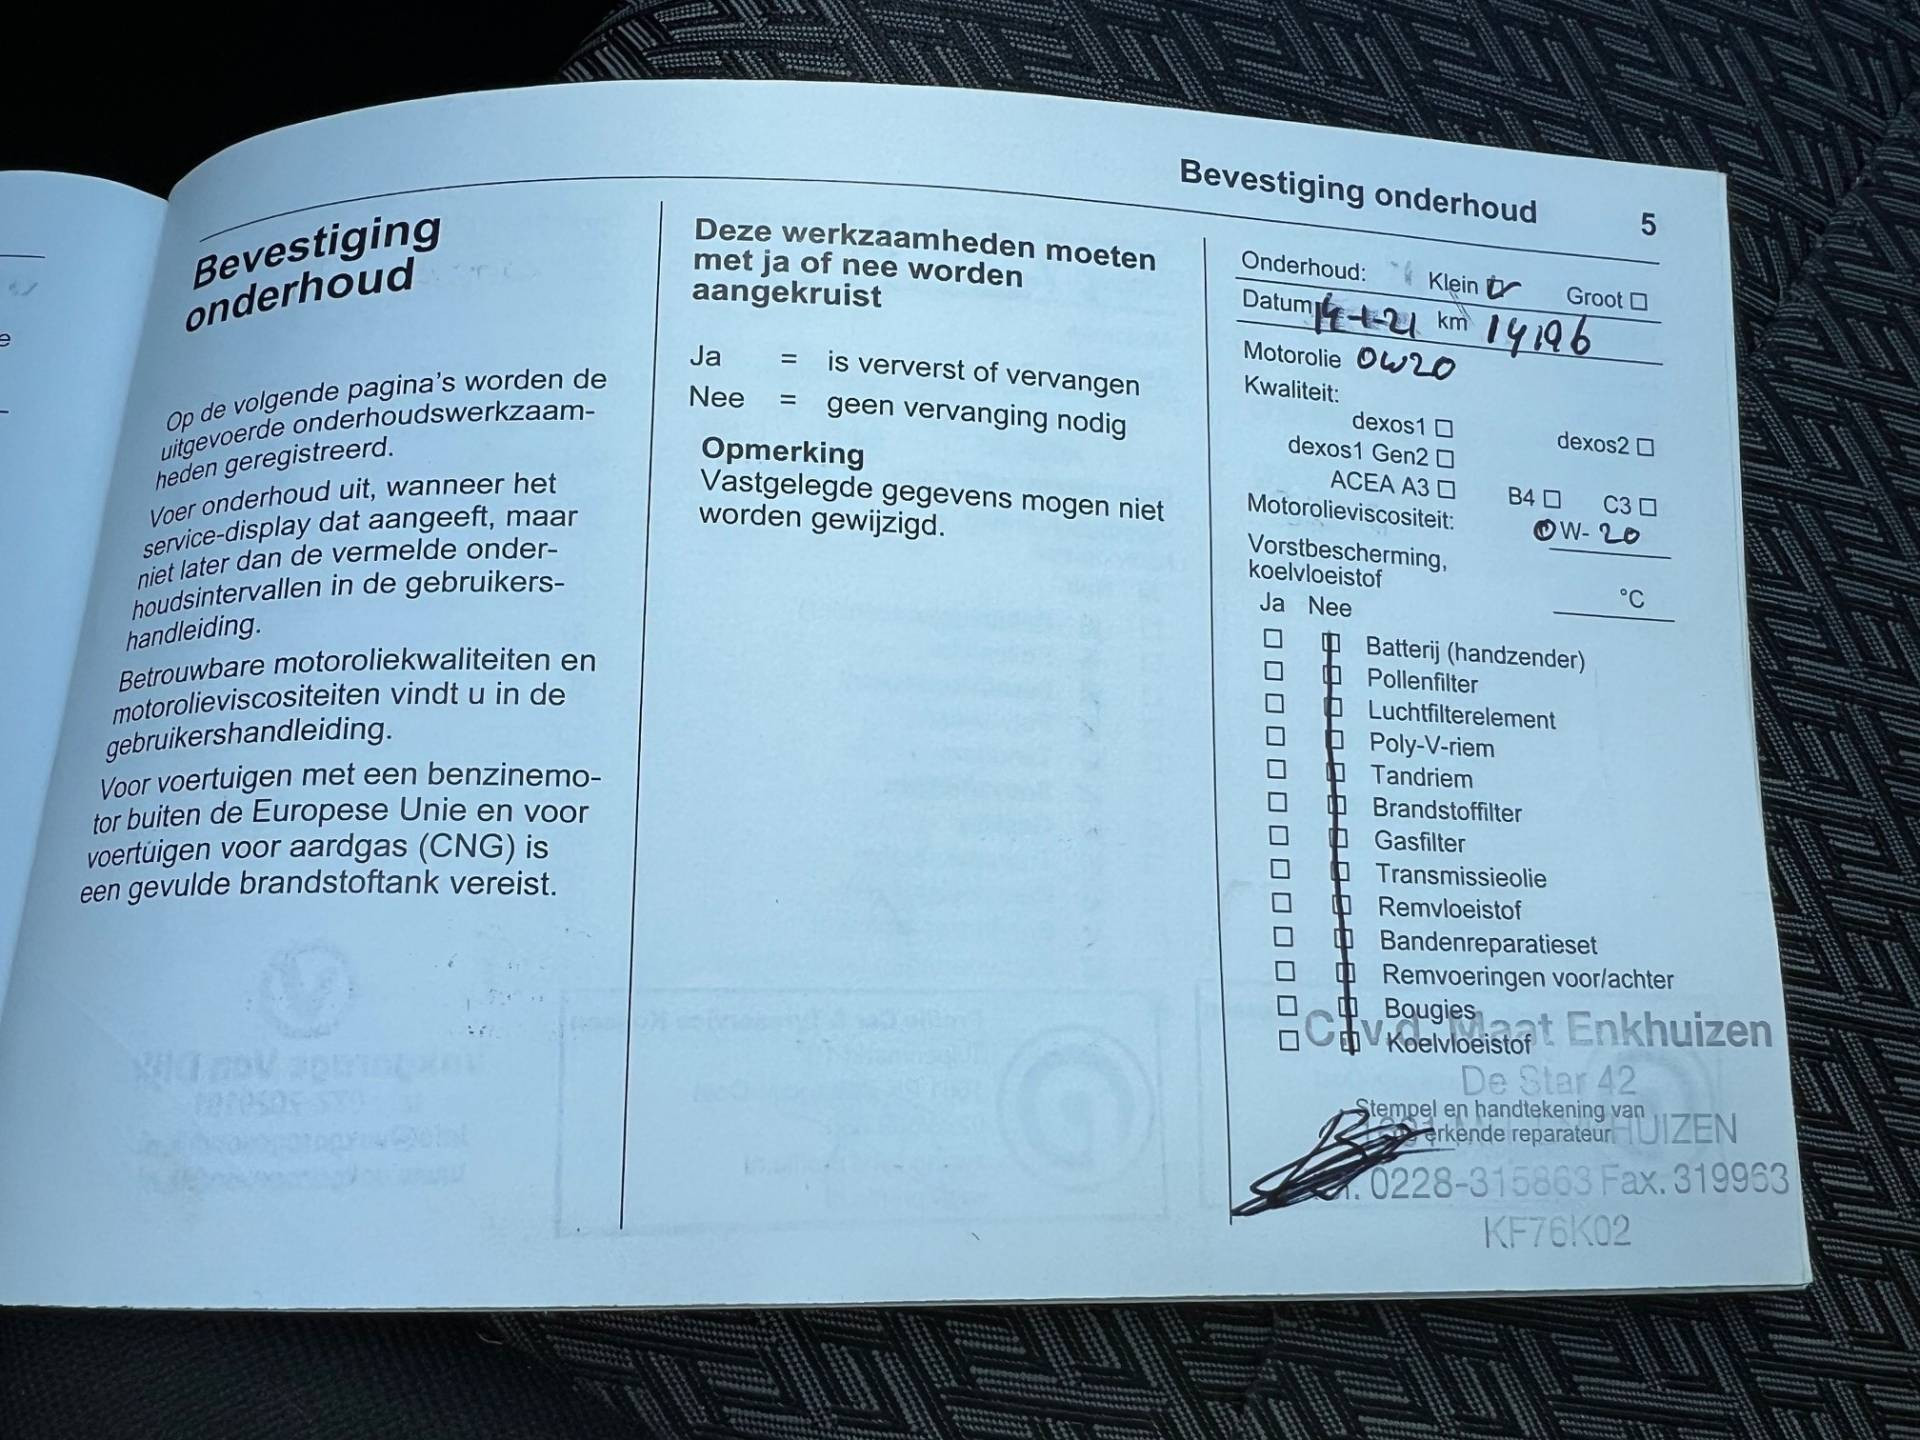 Bevestiging onderhoud 5
Bevestiging
onderhoud
Op de volgende pagina's worden de
uitgevoerde onderhoudswerkzaam-
heden geregistreerd.
Voer onderhoud uit, wanneer het
service-display dat aangeeft, maar
niet later dan de vermelde onder-
houdsintervallen in de gebruikers-
handleiding.
Betrouwbare motoroliekwaliteiten en
motorolieviscositeiten vindt u in de
gebruikershandleiding.
Voor voertuigen met een benzinemo-
tor buiten de Europese Unie en voor
voertuigen voor aardgas (CNG) is
een gevulde brandstoftank vereist.
Deze werkzaamheden moeten
met ja of nee worden
aangekruist
Ja = is ververst of vervangen
Nee = geen vervanging nodig
Opmerking
Vastgelegde gegevens mogen niet
worden gewijzigd.
Onderhoud: Klein Groot
Datum 14-1-21 km 14196
Motorolie 0W20
Kwaliteit:
dexos1 dexos2
dexos1 Gen2
ACEA A3 B4 C3
Motorolieviscositeit: 0W-20
Vorstbescherming,
koelvloeistof °C
Ja Nee
Batterij (handzender)
Pollenfilter
Luchtfilterelement
Poly-V-riem
Tandriem
Brandstoffilter
Gasfilter
Transmissieolie
Remvloeistof
Bandenreparatieset
Remvoeringen voor/achter
Bougies
Koelvloeistof
v.d. Maat Enkhuizen
De Star 42
Stempel en handtekening van
erkende reparateur
0228-315863 Fax. 319963
KF76K02